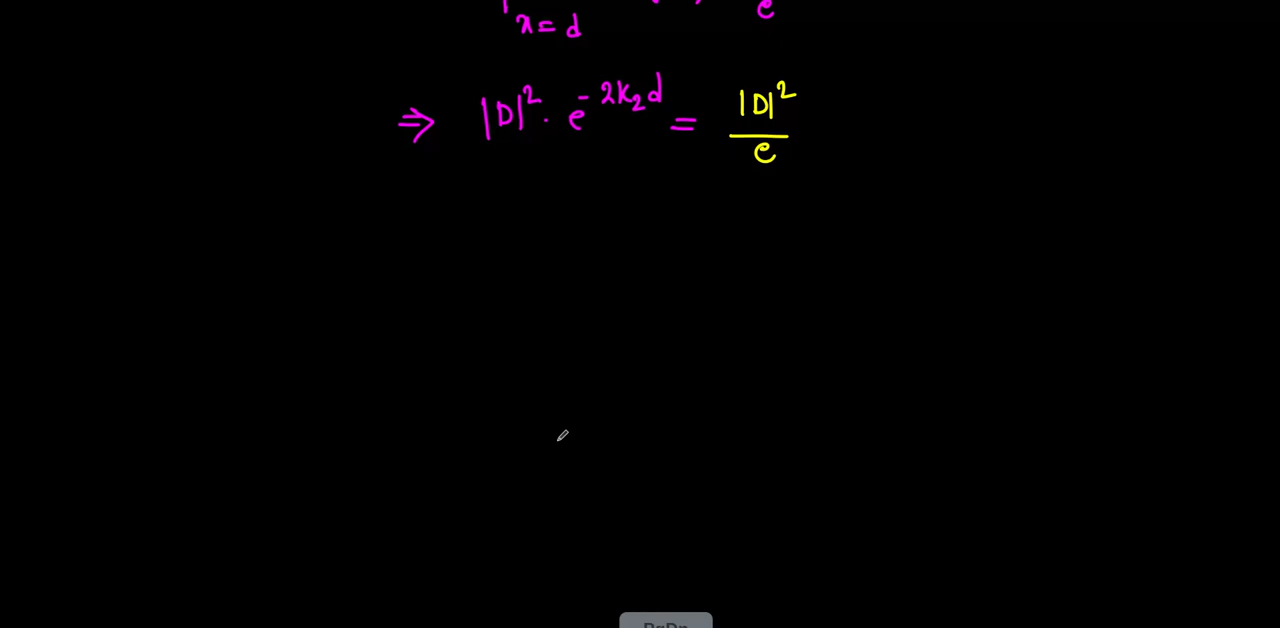 x = d e
⇒ |D|². e^{-2K₂d} = |D|² / e